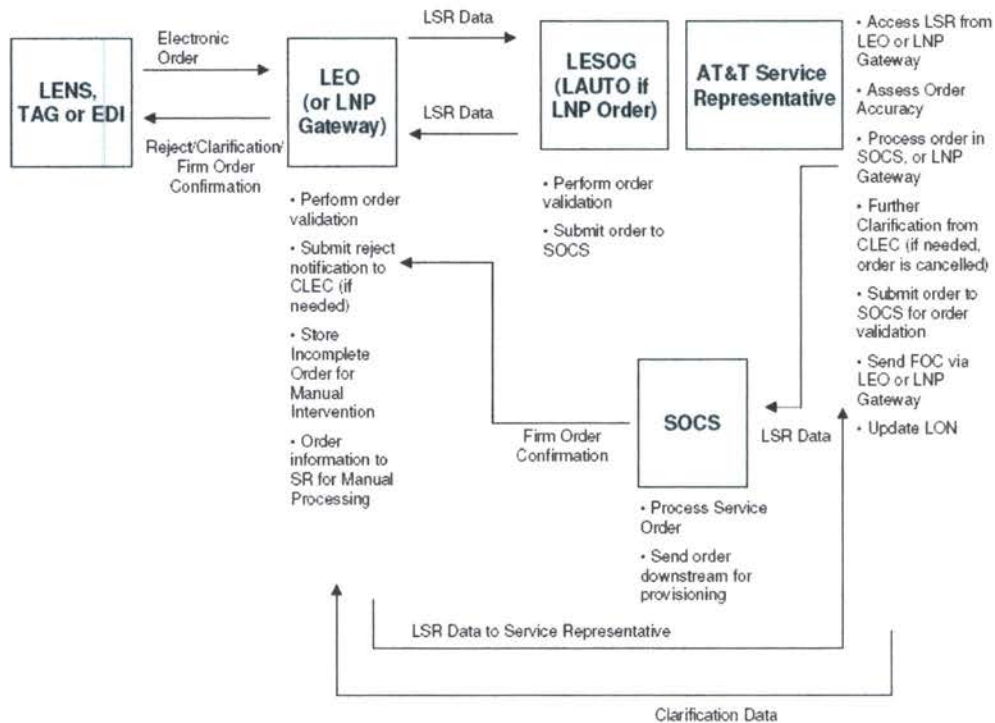 LSR Data
Electronic
Order
LENS,
TAG or EDI
Reject/Clarification/
Firm Order
Confirmation
LEO
(or LNP
Gateway)
LSR Data
LESOG
(LAUTO if
LNP Order)
AT&T Service
Representative
• Access LSR from
LEO or LNP
Gateway
• Assess Order
Accuracy
• Process order in
SOCS, or LNP
Gateway
• Further
Clarification from
CLEC (if needed,
order is cancelled)
• Submit order to
SOCS for order
validation
• Send FOC via
LEO or LNP
Gateway
• Update LON
• Perform order
validation
• Submit reject
notification to
CLEC (if
needed)
• Store
Incomplete
Order for
Manual
Intervention
• Order
information to
SR for Manual
Processing
• Perform order
validation
• Submit order to
SOCS
Firm Order
Confirmation
SOCS
LSR Data
• Process Service
Order
• Send order
downstream for
provisioning
LSR Data to Service Representative
Clarification Data